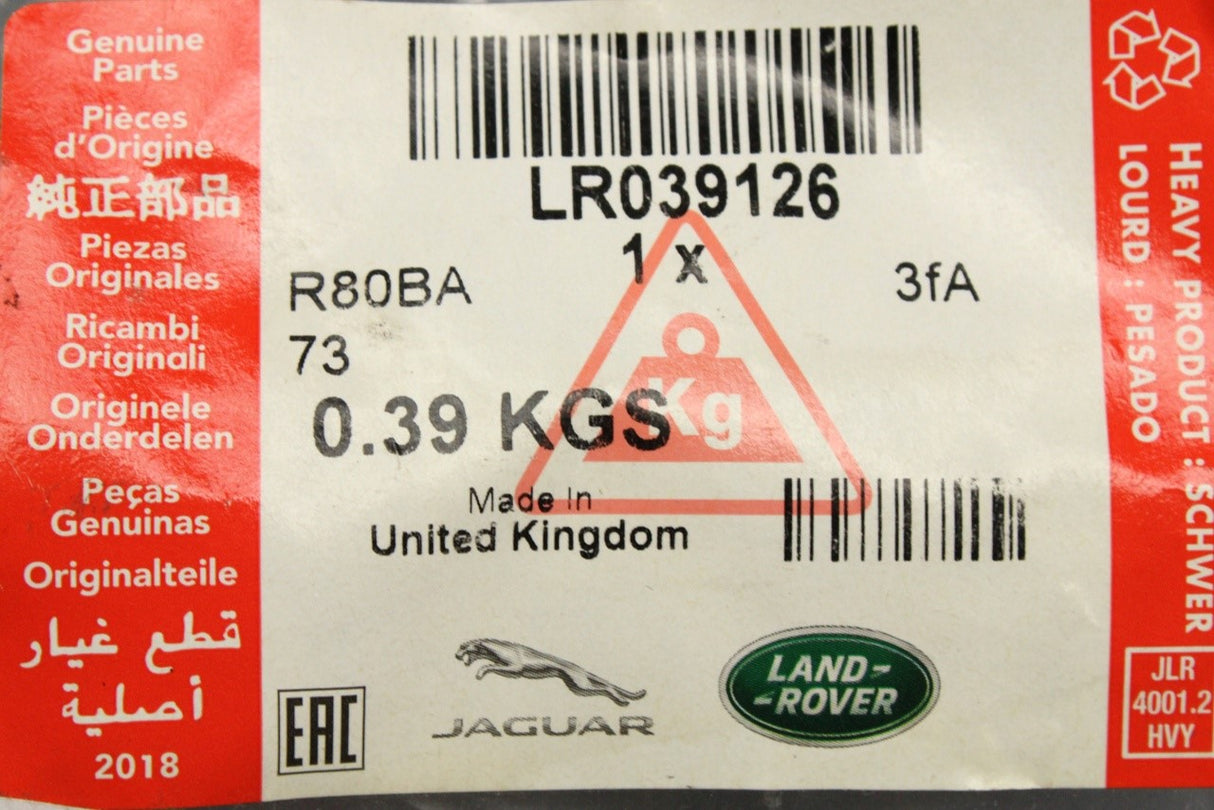 Genuine
Parts
Pièces
d'Origine
純正部品
Piezas
Originales
Ricambi
Originali
Originele
Onderdelen
Peças
Genuinas
Originalteile
قطع غيار
أصلية
2018
LR039126
1 x
R80BA
3fA
73
0.39 KGS
Kg
Made In
United Kingdom
EAC
JAGUAR
LAND-
-ROVER
HEAVY PRODUCT : SCHWER
LOURD : PESADO
JLR
4001.2
HVY